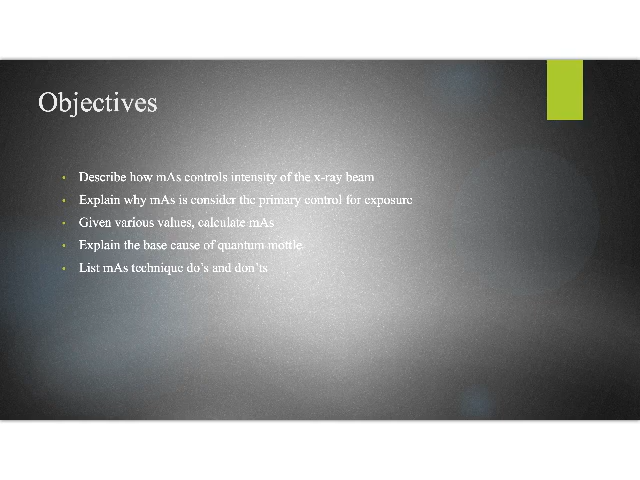 Objectives
• Describe how mAs controls intensity of the x-ray beam
• Explain why mAs is consider the primary control for exposure
• Given various values, calculate mAs
• Explain the base cause of quantum mottle
• List mAs technique do’s and don’ts